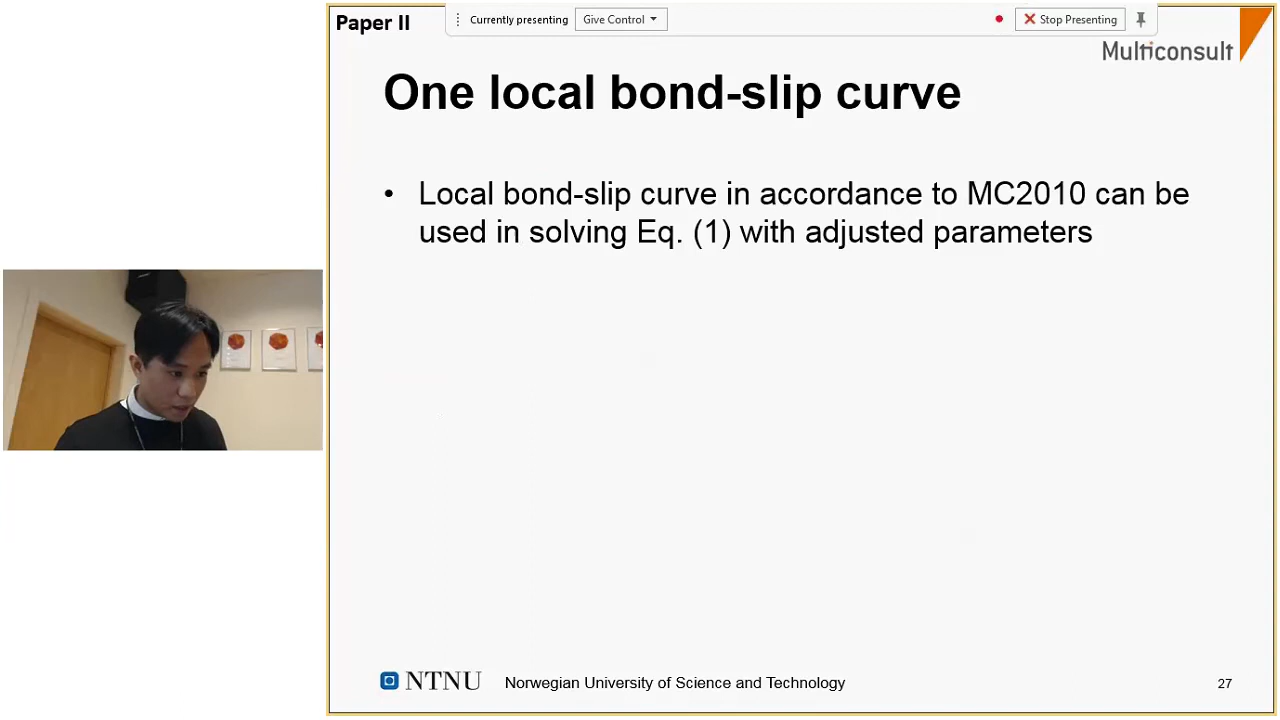 Paper II
Currently presenting
Give Control
Stop Presenting
Multiconsult
One local bond-slip curve
• Local bond-slip curve in accordance to MC2010 can be
used in solving Eq. (1) with adjusted parameters
NTNU
Norwegian University of Science and Technology
27